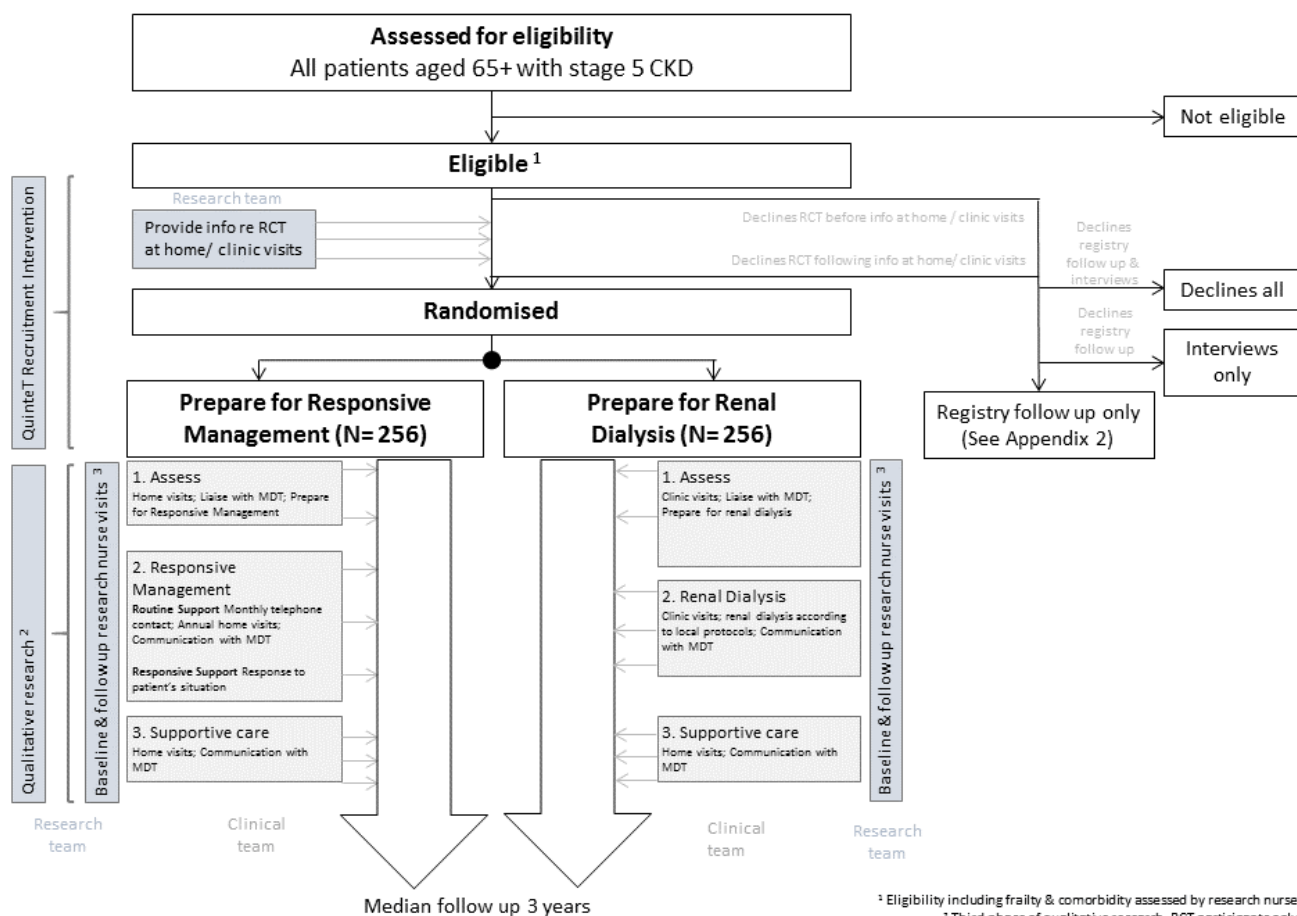 Assessed for eligibility
All patients aged 65+ with stage 5 CKD
Not eligible
Eligible 1
Research team
Provide info re RCT
at home/ clinic visits
Declines RCT before info at home / clinic visits
Declines RCT following info at home/ clinic visits
Declines
registry
follow up &
interviews
Declines all
Declines
registry
follow up
Interviews
only
Registry follow up only
(See Appendix 2)
QuinteT Recruitment Intervention
Randomised
Prepare for Responsive
Management (N= 256)
Prepare for Renal
Dialysis (N= 256)
Qualitative research 2
Baseline & follow up research nurse visits 3
1. Assess
Home visits; Liaise with MDT; Prepare
for Responsive Management
2. Responsive
Management
Routine Support Monthly telephone
contact; Annual home visits;
Communication with MDT
Responsive Support Response to
patient's situation
3. Supportive care
Home visits; Communication with
MDT
1. Assess
Clinic visits; Liaise with MDT;
Prepare for renal dialysis
2. Renal Dialysis
Clinic visits; renal dialysis according
to local protocols; Communication
with MDT
3. Supportive care
Home visits; Communication with
MDT
Baseline & follow up research nurse visits 3
Research
team
Clinical
team
Clinical
team
Research
team
Median follow up 3 years
1 Eligibility including frailty & comorbidity assessed by research nurse